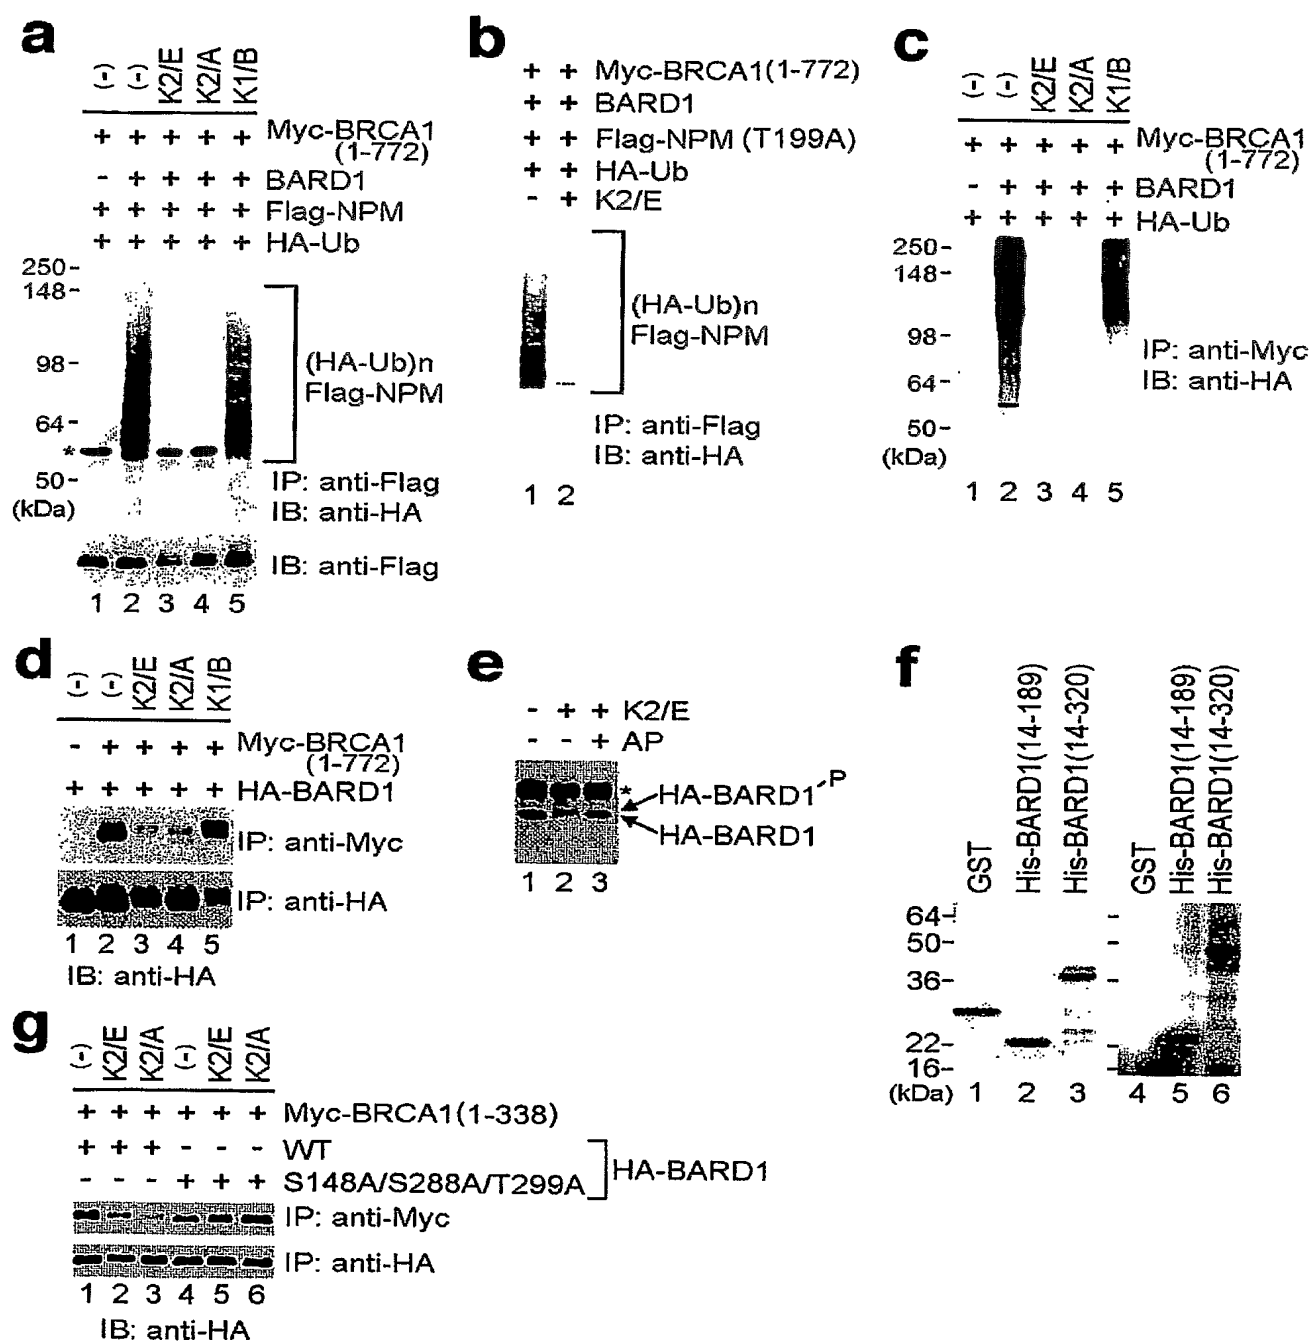 a
(-) (-) K2/E K2/A K1/B
+ + + + + Myc-BRCA1
(1-772)
- + + + + BARD1
+ + + + + Flag-NPM
+ + + + + HA-Ub
250-
148-
98-
64-
*
50-
(kDa)
(HA-Ub)n
Flag-NPM
IP: anti-Flag
IB: anti-HA
IB: anti-Flag
1 2 3 4 5
b
+ + Myc-BRCA1(1-772)
+ + BARD1
+ + Flag-NPM (T199A)
+ + HA-Ub
- + K2/E
(HA-Ub)n
Flag-NPM
IP: anti-Flag
IB: anti-HA
1 2
c
(-) (-) K2/E K2/A K1/B
+ + + + + Myc-BRCA1
(1-772)
- + + + + BARD1
+ + + + + HA-Ub
250-
148-
98-
64-
50-
(kDa)
IP: anti-Myc
IB: anti-HA
1 2 3 4 5
d
(-) (-) K2/E K2/A K1/B
- + + + + Myc-BRCA1
(1-772)
+ + + + + HA-BARD1
IP: anti-Myc
IP: anti-HA
1 2 3 4 5
IB: anti-HA
e
- + + K2/E
- - + AP
*
HA-BARD1-P
HA-BARD1
1 2 3
f
GST His-BARD1(14-189) His-BARD1(14-320) GST His-BARD1(14-189) His-BARD1(14-320)
64-
50-
36-
22-
16-
(kDa) 1 2 3 4 5 6
g
(-) K2/E K2/A (-) K2/E K2/A
+ + + + + + Myc-BRCA1(1-338)
+ + + - - - WT
- - - + + + S148A/S288A/T299A
HA-BARD1
IP: anti-Myc
IP: anti-HA
1 2 3 4 5 6
IB: anti-HA